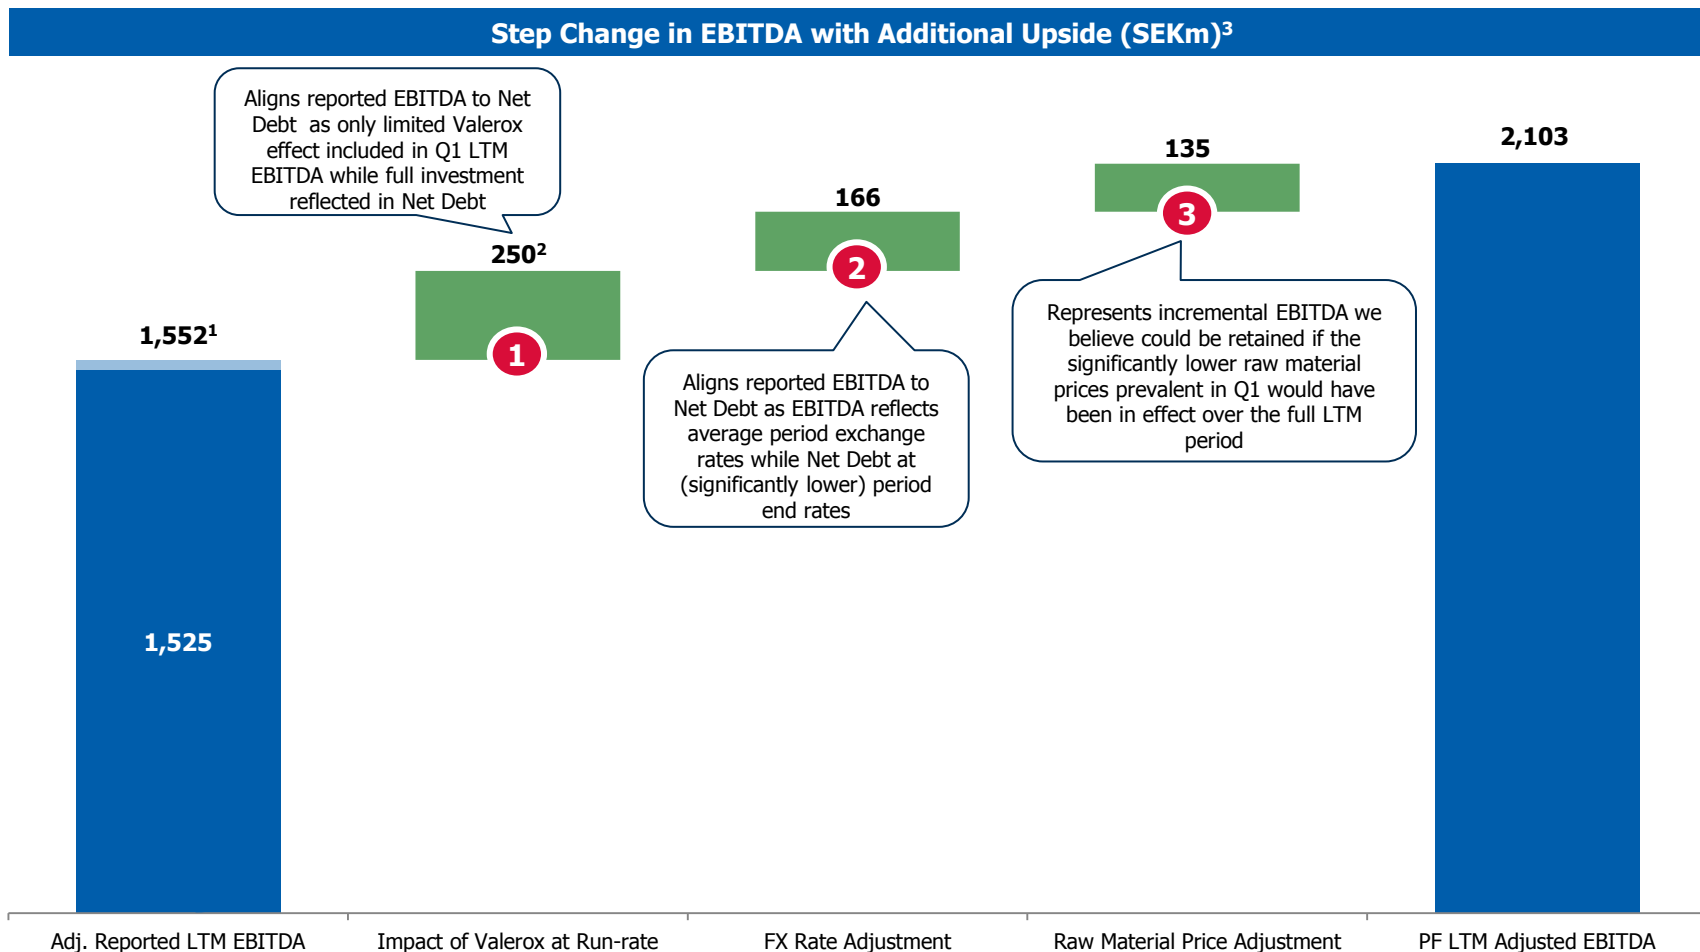 Step Change in EBITDA with Additional Upside (SEKm)³
Aligns reported EBITDA to Net
Debt as only limited Valerox
effect included in Q1 LTM
EBITDA while full investment
reflected in Net Debt
1,552¹
1,525
250²
1
166
2
Aligns reported EBITDA to
Net Debt as EBITDA reflects
average period exchange
rates while Net Debt at
(significantly lower) period
end rates
135
3
Represents incremental EBITDA we
believe could be retained if the
significantly lower raw material
prices prevalent in Q1 would have
been in effect over the full LTM
period
2,103
Adj. Reported LTM EBITDA
Impact of Valerox at Run-rate
FX Rate Adjustment
Raw Material Price Adjustment
PF LTM Adjusted EBITDA